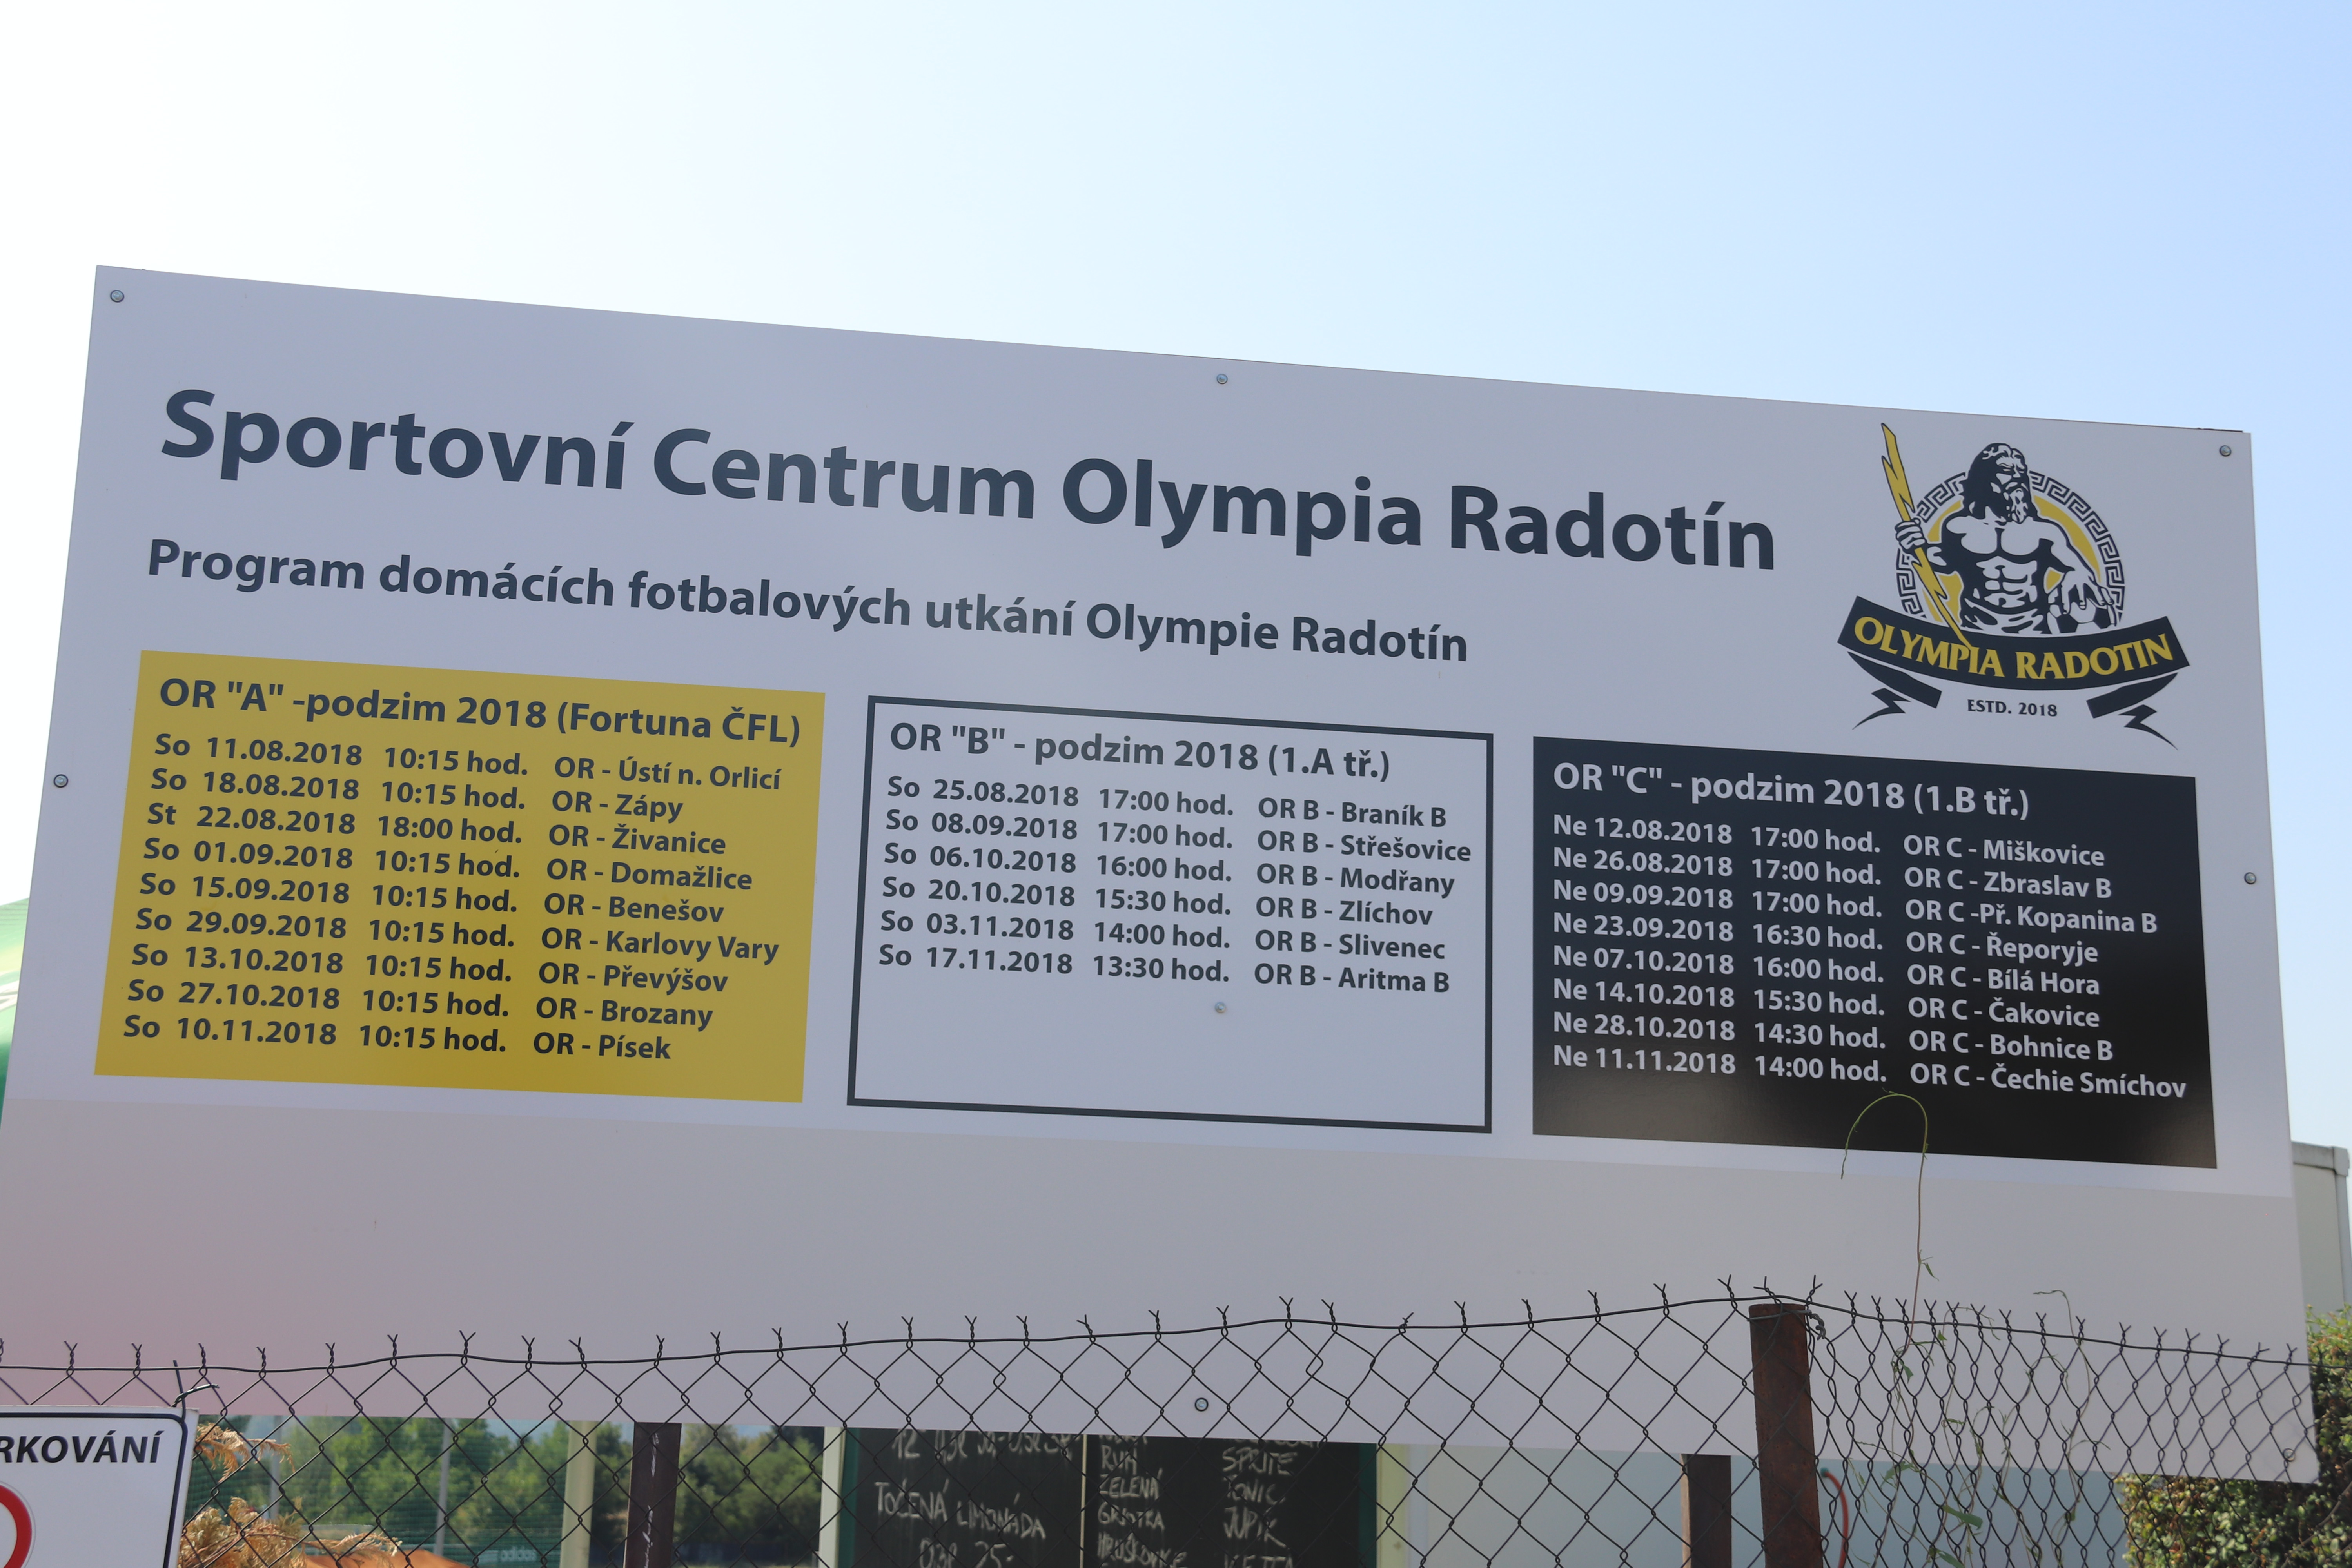 Sportovní Centrum Olympia Radotín
Program domácích fotbalových utkání Olympie Radotín
OLYMPIA RADOTÍN
ESTD. 2018
OR "A" -podzim 2018 (Fortuna ČFL)
So 11.08.2018 10:15 hod. OR - Ústí n. Orlicí
So 18.08.2018 10:15 hod. OR - Zápy
St 22.08.2018 18:00 hod. OR - Živanice
So 01.09.2018 10:15 hod. OR - Domažlice
So 15.09.2018 10:15 hod. OR - Benešov
So 29.09.2018 10:15 hod. OR - Karlovy Vary
So 13.10.2018 10:15 hod. OR - Převýšov
So 27.10.2018 10:15 hod. OR - Brozany
So 10.11.2018 10:15 hod. OR - Písek
OR "B" - podzim 2018 (1.A tř.)
So 25.08.2018 17:00 hod. OR B - Braník B
So 08.09.2018 17:00 hod. OR B - Střešovice
So 06.10.2018 16:00 hod. OR B - Modřany
So 20.10.2018 15:30 hod. OR B - Zlíchov
So 03.11.2018 14:00 hod. OR B - Slivenec
So 17.11.2018 13:30 hod. OR B - Aritma B
OR "C" - podzim 2018 (1.B tř.)
Ne 12.08.2018 17:00 hod. OR C - Miškovice
Ne 26.08.2018 17:00 hod. OR C - Zbraslav B
Ne 09.09.2018 17:00 hod. OR C -Př. Kopanina B
Ne 23.09.2018 16:30 hod. OR C - Řeporyje
Ne 07.10.2018 16:00 hod. OR C - Bílá Hora
Ne 14.10.2018 15:30 hod. OR C - Čakovice
Ne 28.10.2018 14:30 hod. OR C - Bohnice B
Ne 11.11.2018 14:00 hod. OR C - Čechie Smíchov
RKOVÁNÍ
TOČENÁ LIMONÁDA
RUM
ZELENÁ
GRIOTKA
SPRITE
TONIC
adidas